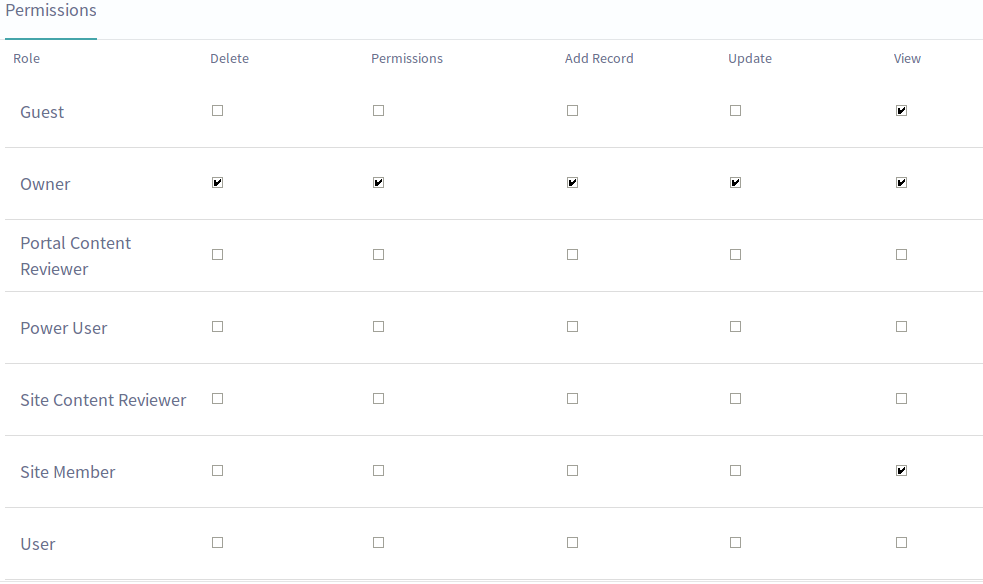 Permissions
Role Delete Permissions Add Record Update View
Guest
Owner
Portal Content
Reviewer
Power User
Site Content Reviewer
Site Member
User